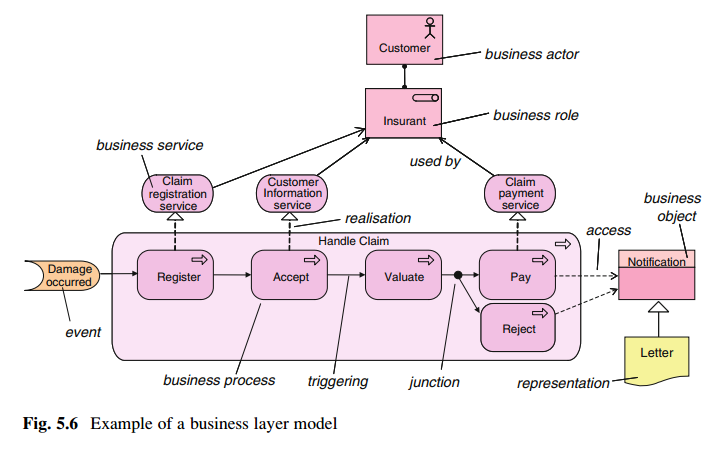 Customer
business actor
Insurant
business role
business service
used by
Claim
registration
service
Customer
Information
service
Claim
payment
service
business
object
realisation
access
Handle Claim
Damage
occurred
Register
Accept
Valuate
Pay
Notification
event
Reject
Letter
business process
triggering
junction
representation
Fig. 5.6 Example of a business layer model